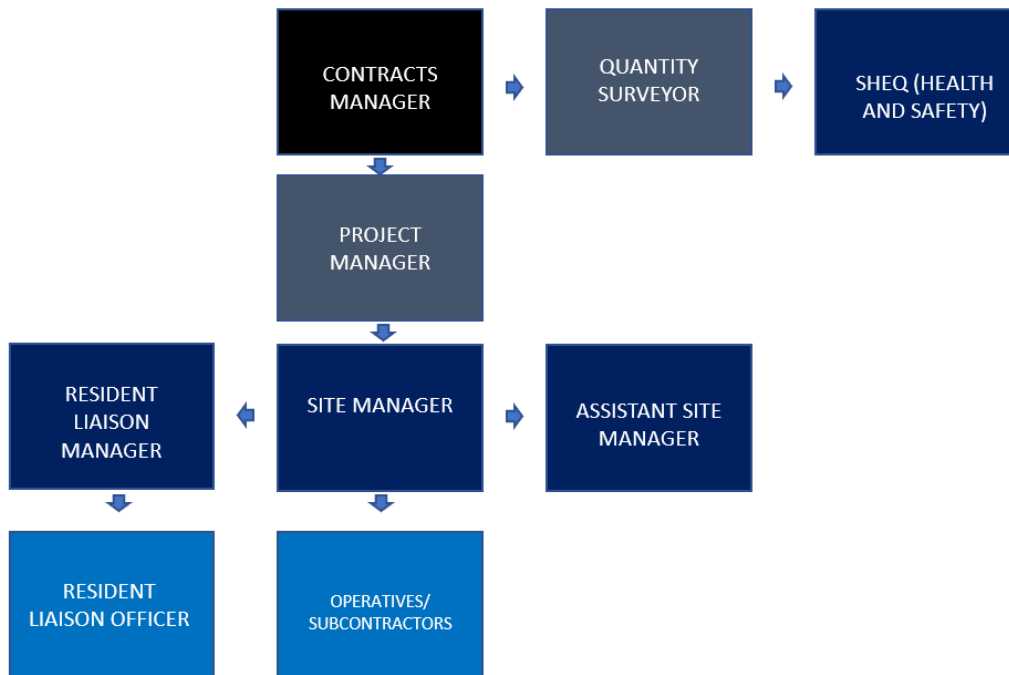 CONTRACTS
MANAGER
QUANTITY
SURVEYOR
SHEQ (HEALTH
AND SAFETY)
PROJECT
MANAGER
RESIDENT
LIAISON
MANAGER
SITE MANAGER
ASSISTANT SITE
MANAGER
RESIDENT
LIAISON OFFICER
OPERATIVES/
SUBCONTRACTORS